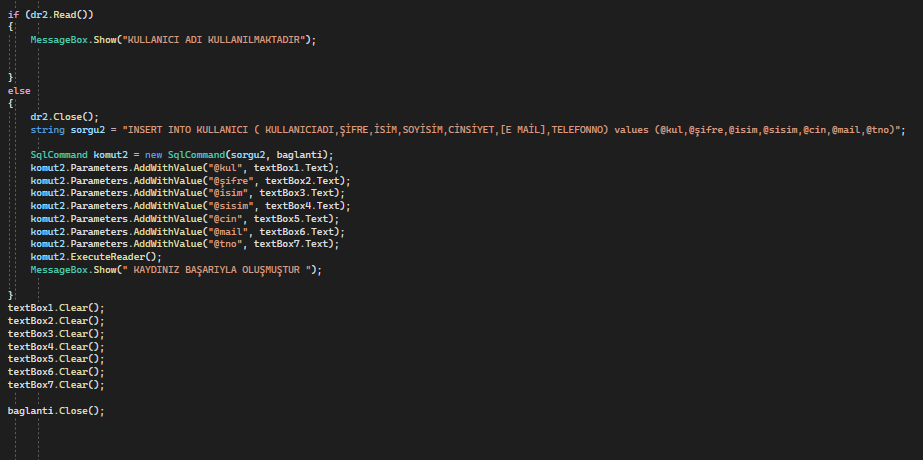 if (dr2.Read())
{
MessageBox.Show("KULLANICI ADI KULLANILMAKTADIR");
}
else
{
dr2.Close();
string sorgu2 = "INSERT INTO KULLANICI ( KULLANICIADI,ŞİFRE,İSİM,SOYİSİM,CİNSİYET,[E MAİL],TELEFONNO) values (@kul,@şifre,@isim,@sisim,@cin,@mail,@tno)";
SqlCommand komut2 = new SqlCommand(sorgu2, baglanti);
komut2.Parameters.AddWithValue("@kul", textBox1.Text);
komut2.Parameters.AddWithValue("@şifre", textBox2.Text);
komut2.Parameters.AddWithValue("@isim", textBox3.Text);
komut2.Parameters.AddWithValue("@sisim", textBox4.Text);
komut2.Parameters.AddWithValue("@cin", textBox5.Text);
komut2.Parameters.AddWithValue("@mail", textBox6.Text);
komut2.Parameters.AddWithValue("@tno", textBox7.Text);
komut2.ExecuteReader();
MessageBox.Show(" KAYDINIZ BAŞARIYLA OLUŞMUŞTUR ");
}
textBox1.Clear();
textBox2.Clear();
textBox3.Clear();
textBox4.Clear();
textBox5.Clear();
textBox6.Clear();
textBox7.Clear();
baglanti.Close();